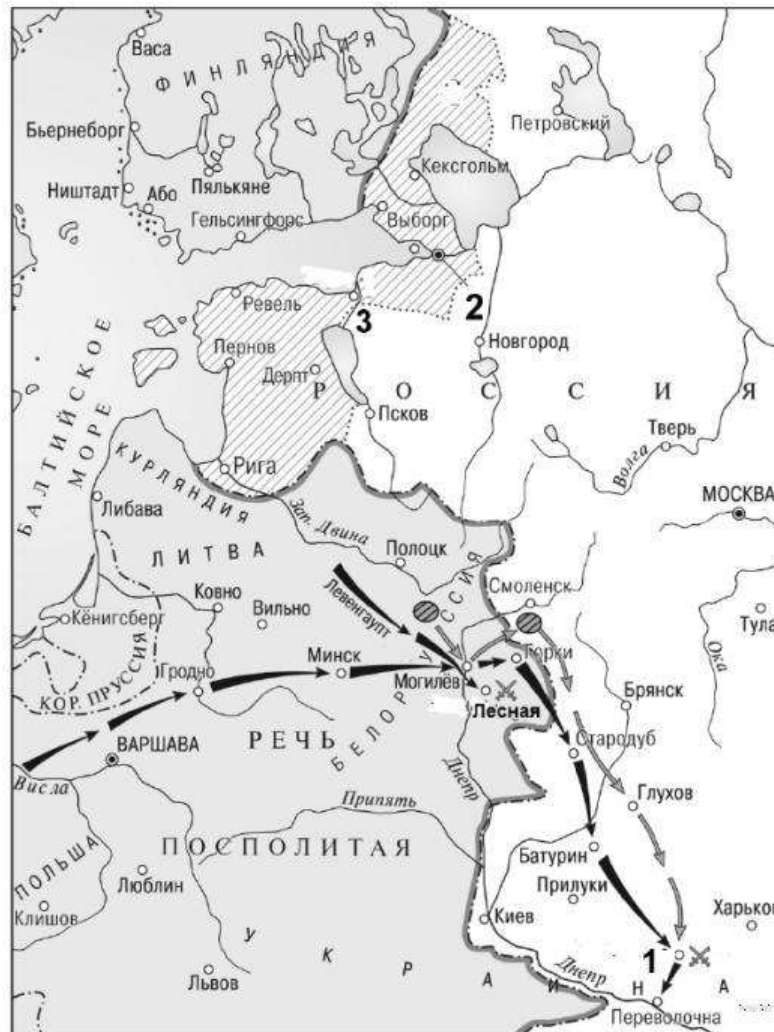 Васа
ФИНЛЯНДИЯ
Петровский
Бьернеборг
Кексгольм
Пялькяне
Ништадт
Або
Выборг
Гельсингфорс
2
Ревель
3
Новгород
Пернов
Дерпт
РОССИЯ
БАЛТИЙСКОЕ МОРЕ
Псков
Тверь
Волга
Рига
КУРЛЯНДИЯ
Либава
МОСКВА
Зап. Двина
ЛИТВА
Полоцк
Смоленск
Левенгаупт
Ковно
Вильно
Кёнигсберг
Тула
Ока
КОР. ПРУССИЯ
Минск
Горки
Гродно
Могилёв
БЕЛОРУССИЯ
Брянск
Лесная
ВАРШАВА
РЕЧЬ
Стародуб
Висла
Днепр
Припять
Глухов
ПОСПОЛИТАЯ
ПОЛЬША
Батурин
Люблин
Прилуки
Клишов
Киев
Харьков
УКРАИНА
1
Львов
Днепр
Переволочна